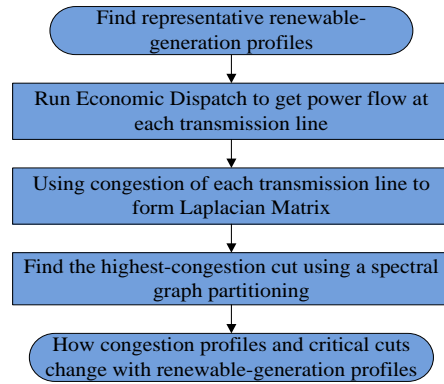 Find representative renewable-
generation profiles
Run Economic Dispatch to get power flow at
each transmission line
Using congestion of each transmission line to
form Laplacian Matrix
Find the highest-congestion cut using a spectral
graph partitioning
How congestion profiles and critical cuts
change with renewable-generation profiles